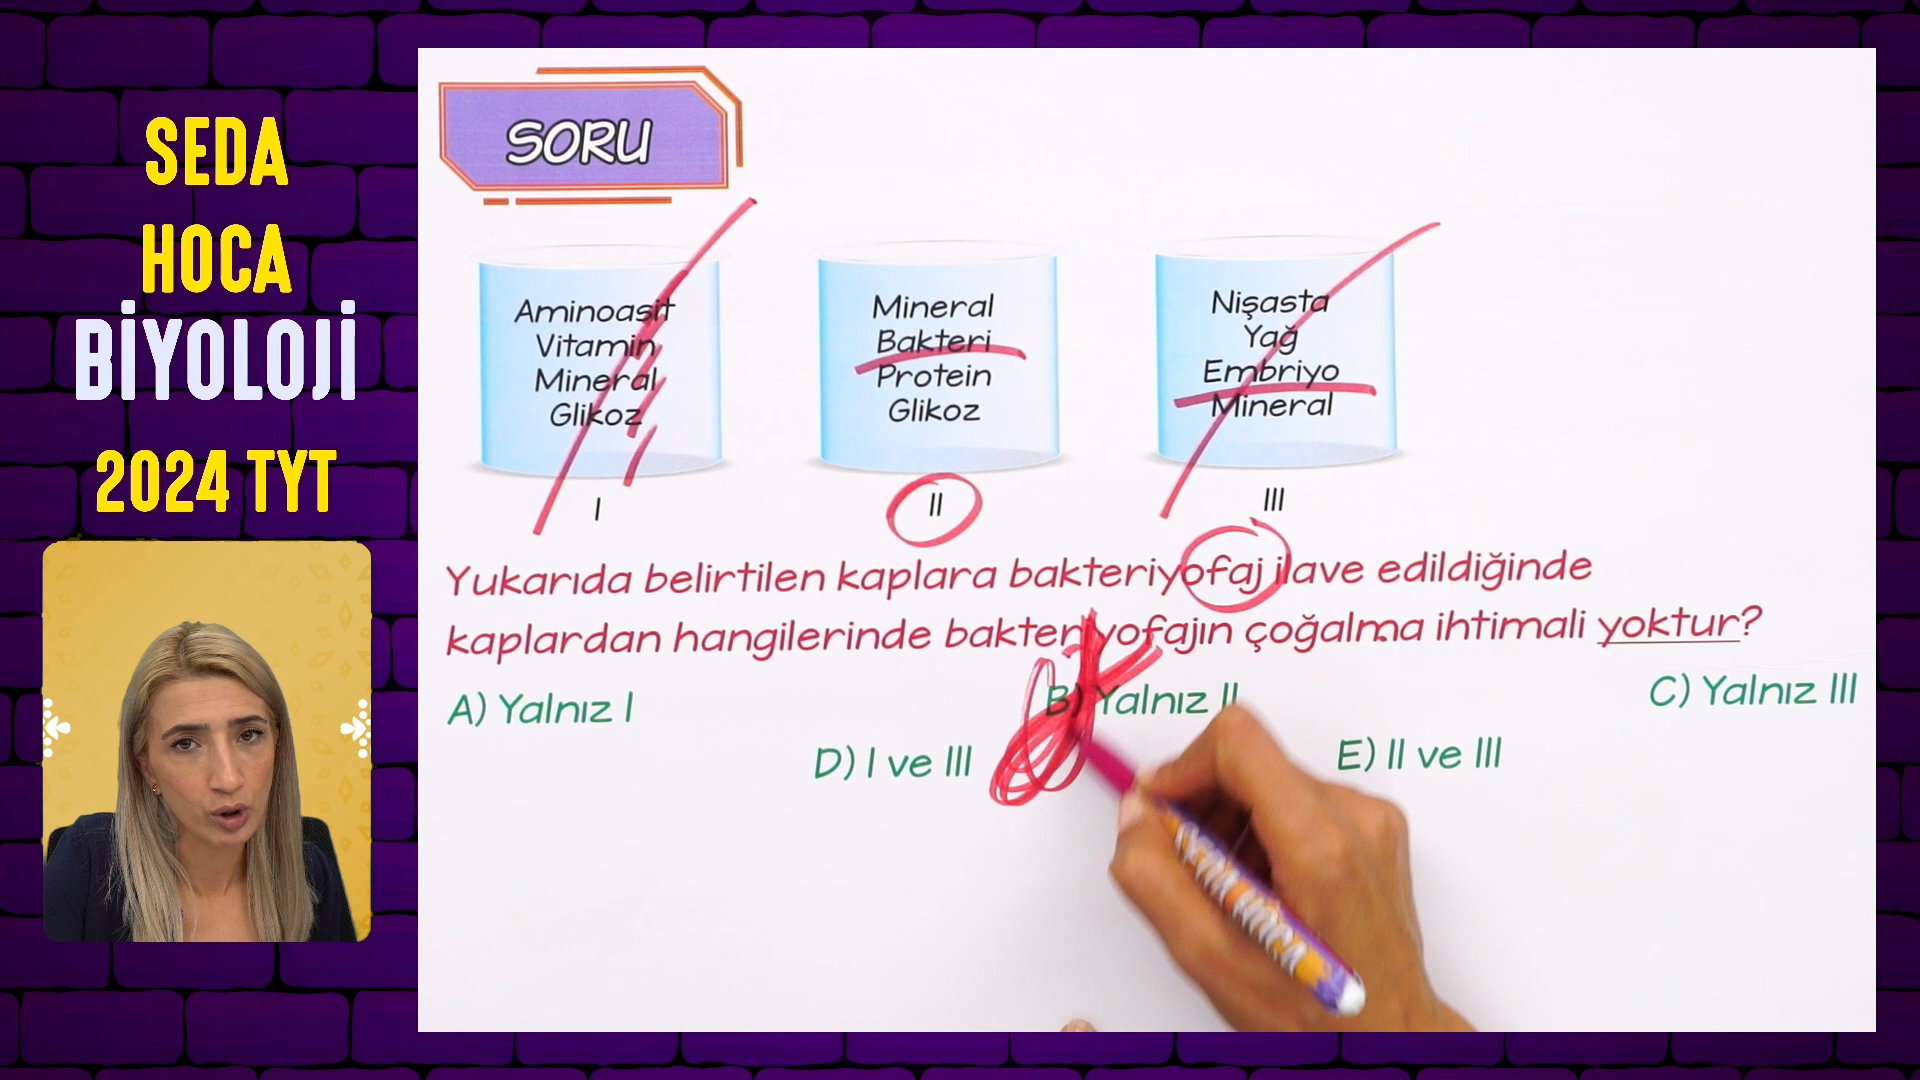 SEDA
HOCA
BİYOLOJİ
2024 TYT
SORU
Aminoasit
Vitamin
Mineral
Glikoz
I
Mineral
Bakteri
Protein
Glikoz
II
Nişasta
Yağ
Embriyo
Mineral
III
Yukarıda belirtilen kaplara bakteriyofaj ilave edildiğinde
kaplardan hangilerinde bakteriyofajın çoğalma ihtimali yoktur?
A) Yalnız I
B) Yalnız II
C) Yalnız III
D) I ve III
E) II ve III